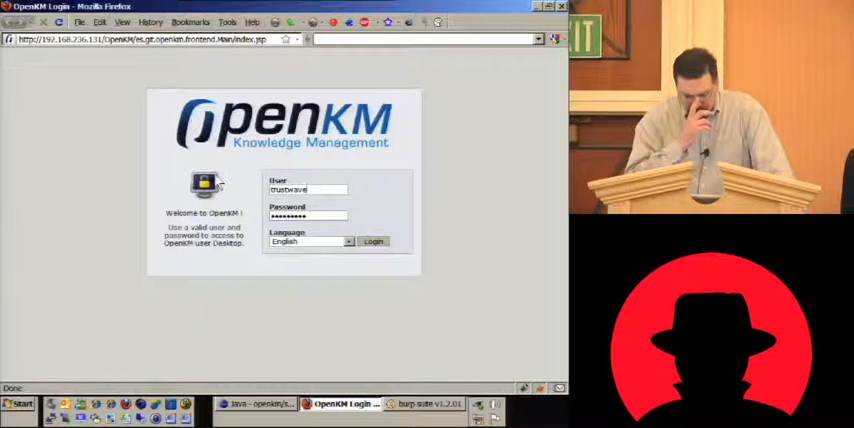 OpenKM Login - Mozilla Firefox
File Edit View History Bookmarks Tools Help
http://192.168.236.131/OpenKM/es.git.openkm.frontend.Main/index.jsp
OpenKM
Knowledge Management
User
trustwave
Password
Welcome to OpenKM !
Use a valid user and
password to access to
OpenKM user Desktop.
Language
English
Login
Done
Start
Java - openkm/s...
OpenKM Login ...
burp suite v1.2.01
EXIT